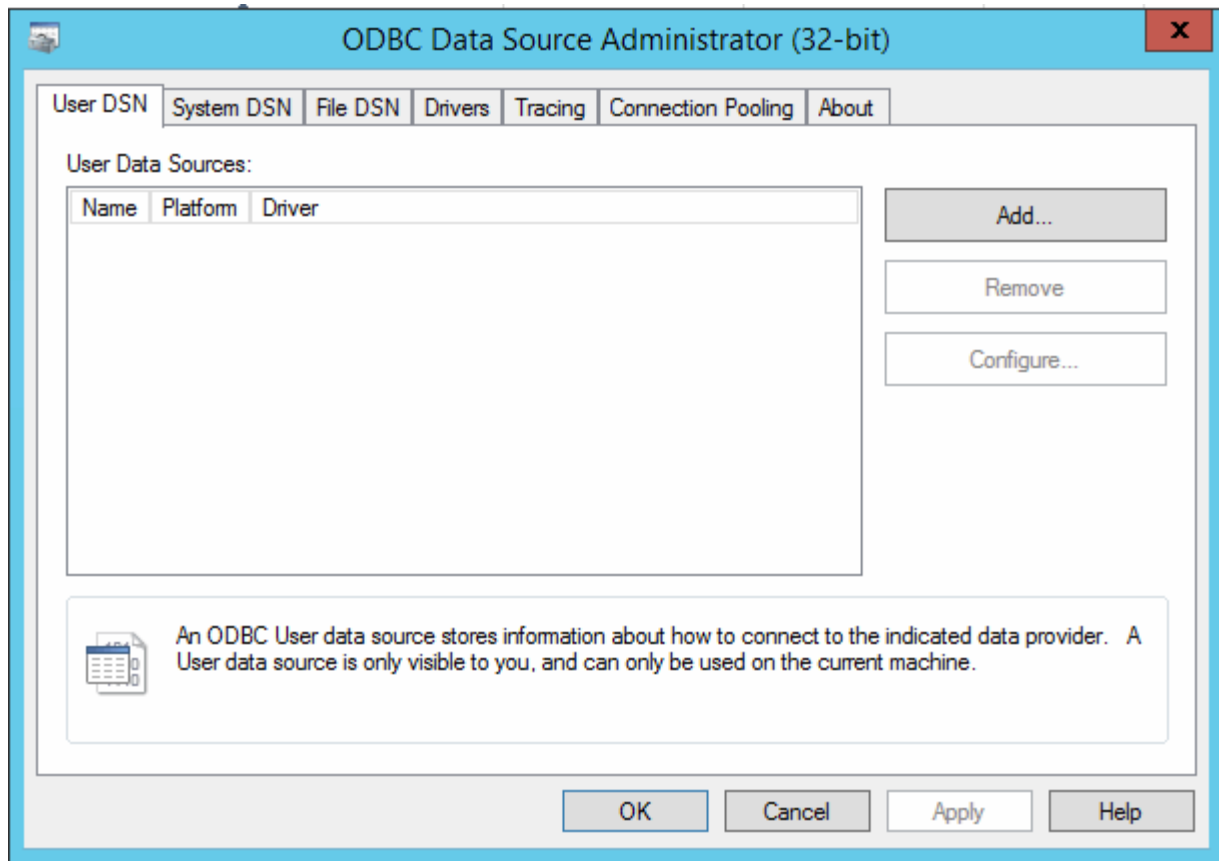 ODBC Data Source Administrator (32-bit)
x
User DSN System DSN File DSN Drivers Tracing Connection Pooling About
User Data Sources:
Name Platform Driver
Add...
Remove
Configure...
An ODBC User data source stores information about how to connect to the indicated data provider. A
User data source is only visible to you, and can only be used on the current machine.
OK Cancel Apply Help